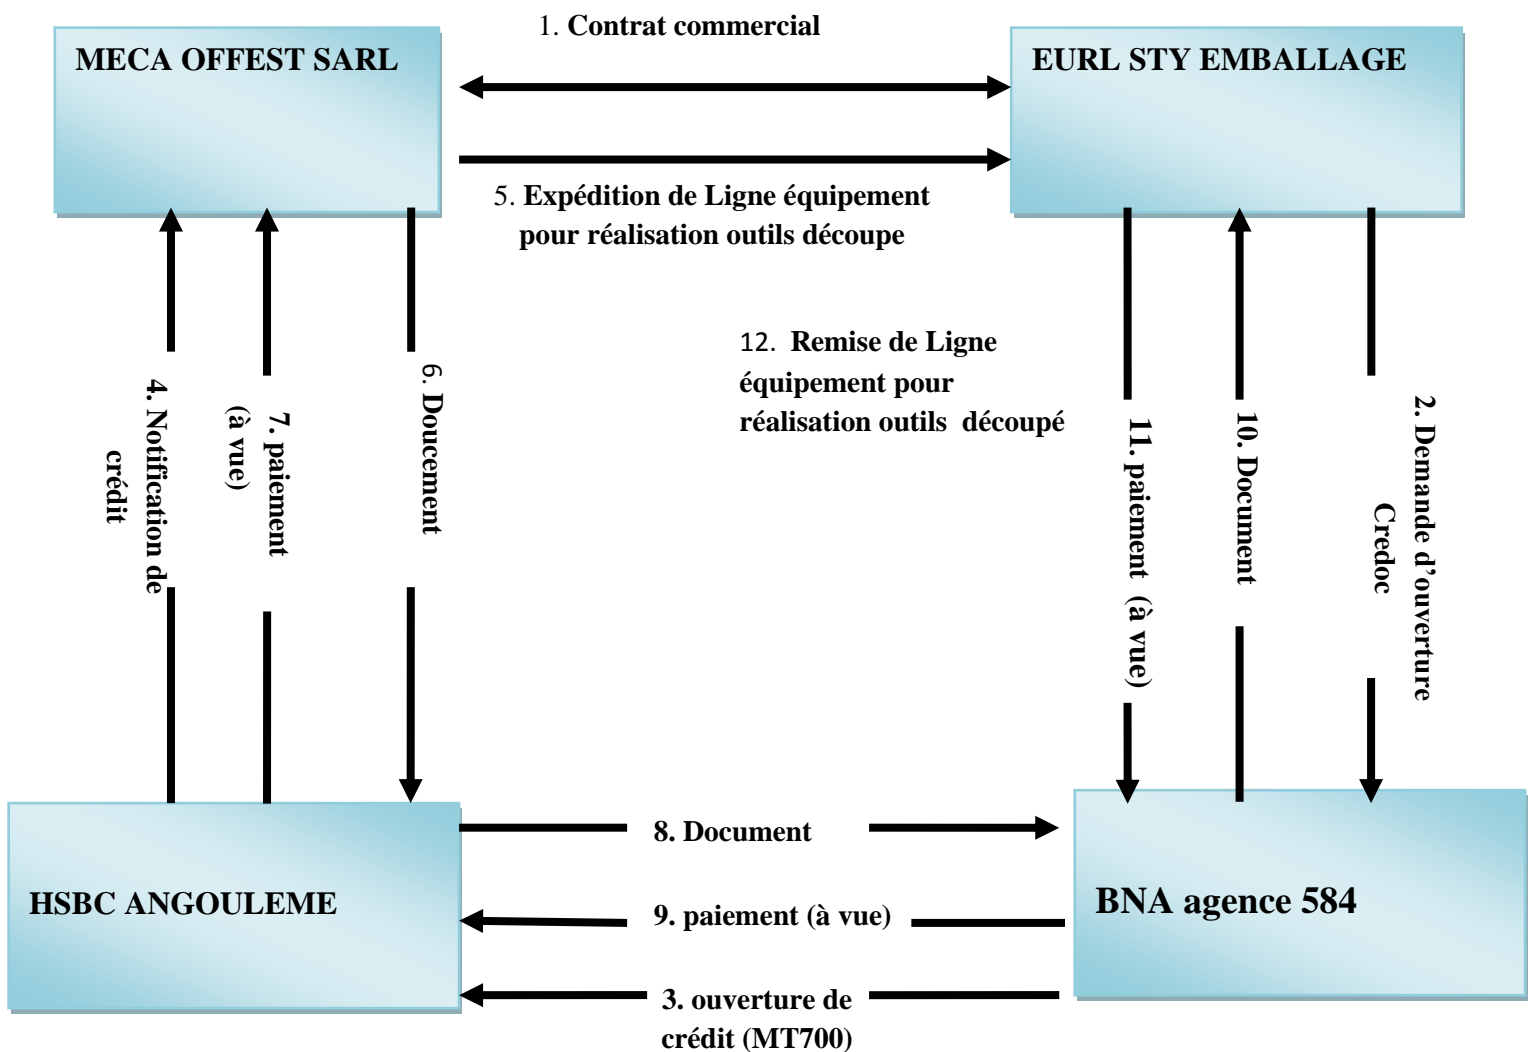 1. Contrat commercial
MECA OFFEST SARL
EURL STY EMBALLAGE
5. Expédition de Ligne équipement
pour réalisation outils découpe
12. Remise de Ligne
équipement pour
réalisation outils découpé
4. Notification de
crédit
7. paiement
(à vue)
6. Doucement
11. paiement (à vue)
10. Document
2. Demande d’ouverture
Credoc
8. Document
HSBC ANGOULEME
BNA agence 584
9. paiement (à vue)
3. ouverture de
crédit (MT700)